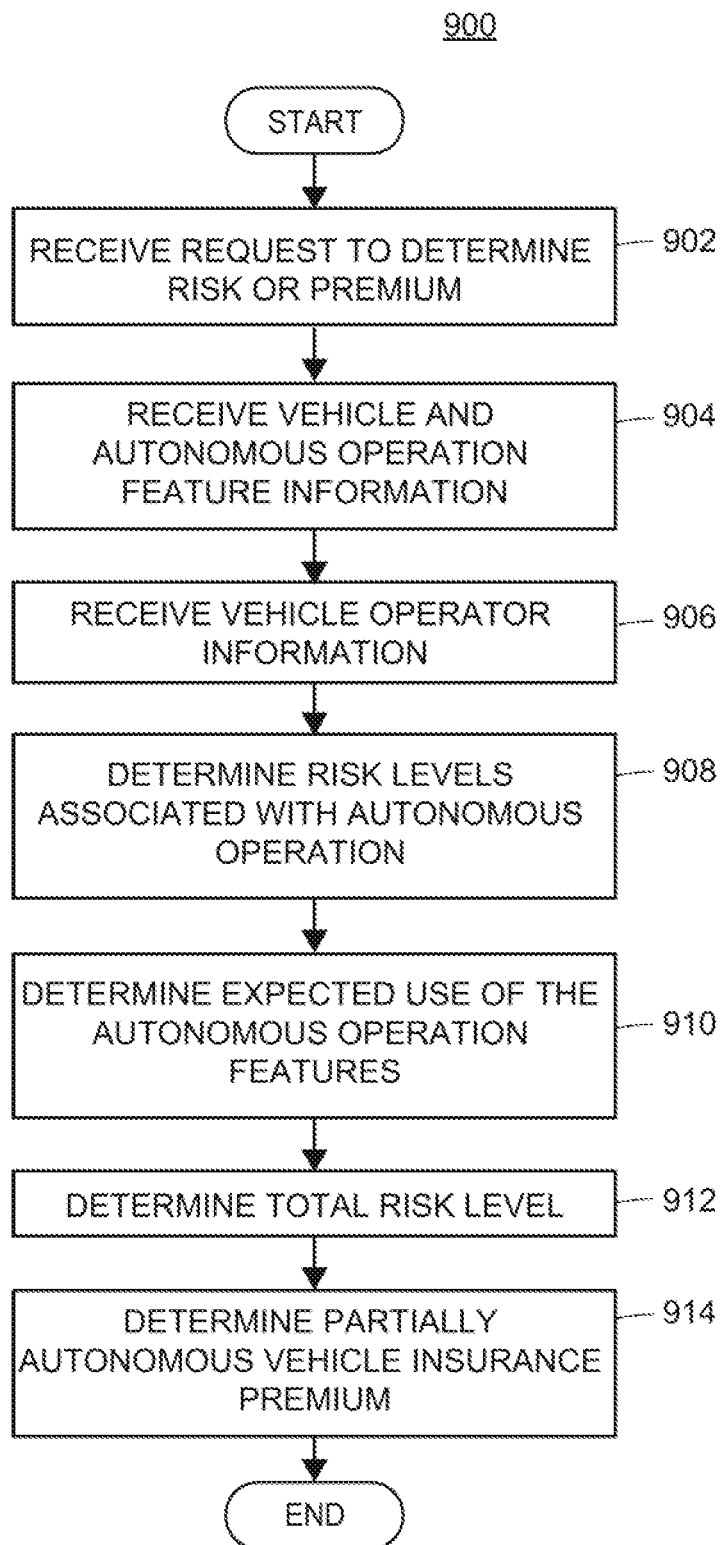 900
START
RECEIVE REQUEST TO DETERMINE
RISK OR PREMIUM
902
RECEIVE VEHICLE AND
AUTONOMOUS OPERATION
FEATURE INFORMATION
904
RECEIVE VEHICLE OPERATOR
INFORMATION
906
DETERMINE RISK LEVELS
ASSOCIATED WITH AUTONOMOUS
OPERATION
908
DETERMINE EXPECTED USE OF THE
AUTONOMOUS OPERATION
FEATURES
910
DETERMINE TOTAL RISK LEVEL
912
DETERMINE PARTIALLY
AUTONOMOUS VEHICLE INSURANCE
PREMIUM
914
END